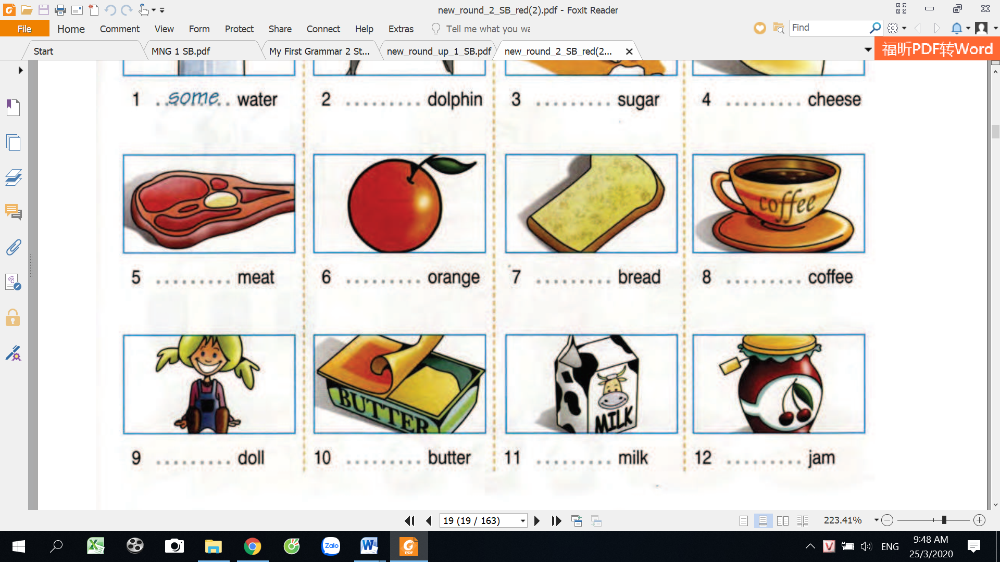 new_round_2_SB_red(2).pdf - Foxit Reader
File Home Comment View Form Protect Share Connect Help Extras Tell me what you wa Find
Start MNG 1 SB.pdf My First Grammar 2 St... new_round_up_1_SB.pdf new_round_2_SB_red(2... 福昕PDF转Word
1 ..some.. water 2 ......... dolphin 3 ......... sugar 4 ......... cheese
coffee
5 ......... meat 6 ......... orange 7 ......... bread 8 ......... coffee
BUTTER MILK
9 ......... doll 10 ......... butter 11 ......... milk 12 ......... jam
19 (19 / 163) 223.41%
Zalo PDF ENG 9:48 AM
25/3/2020